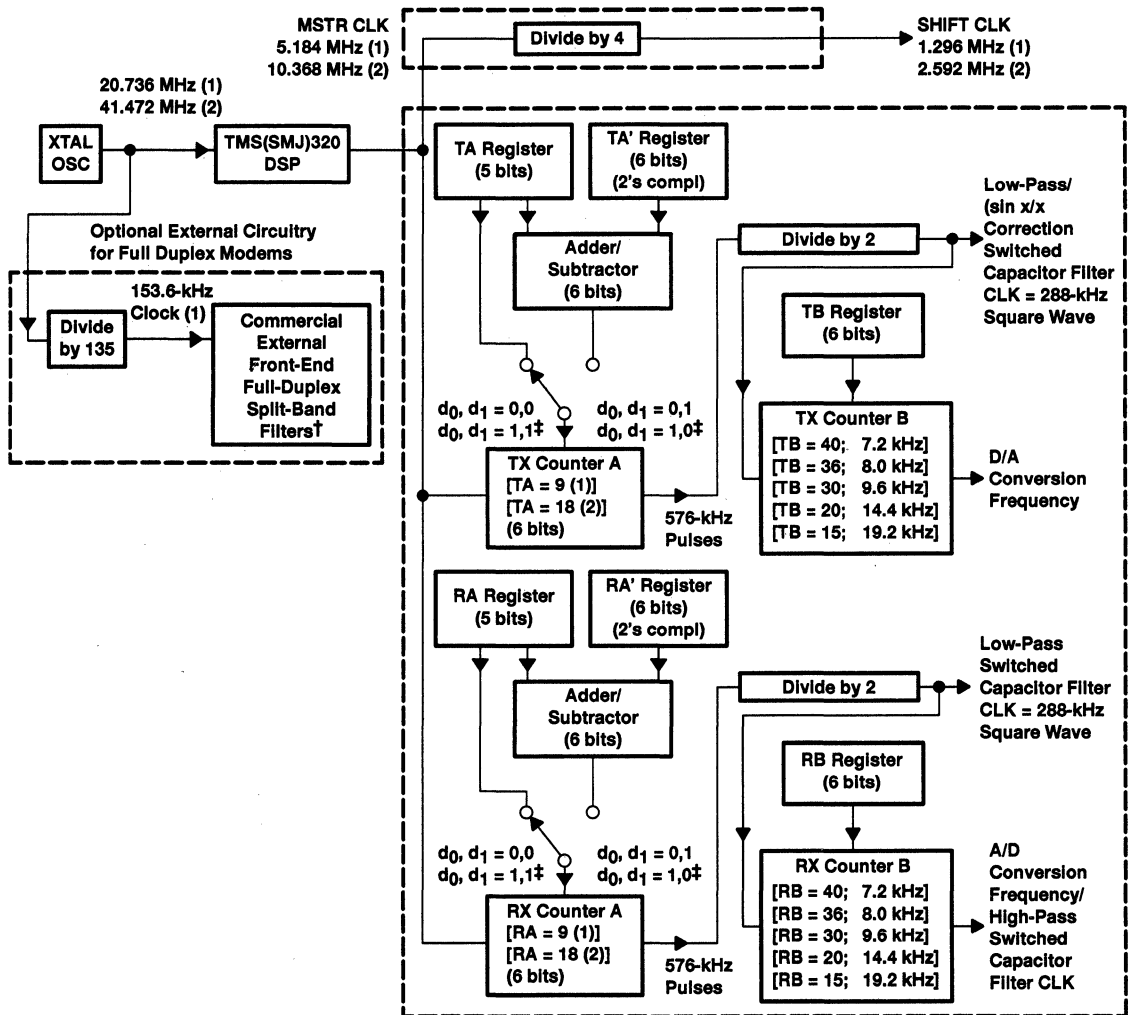 MSTR CLK
5.184 MHz (1)
10.368 MHz (2)
Divide by 4
SHIFT CLK
1.296 MHz (1)
2.592 MHz (2)
20.736 MHz (1)
41.472 MHz (2)
XTAL
OSC
TMS(SMJ)320
DSP
Optional External Circuitry
for Full Duplex Modems
153.6-kHz
Clock (1)
Divide
by 135
Commercial
External
Front-End
Full-Duplex
Split-Band
Filters†
TA Register
(5 bits)
TA' Register
(6 bits)
(2's compl)
Adder/
Subtractor
(6 bits)
d0, d1 = 0,0
d0, d1 = 1,1‡
d0, d1 = 0,1
d0, d1 = 1,0‡
TX Counter A
[TA = 9 (1)]
[TA = 18 (2)]
(6 bits)
576-kHz
Pulses
Divide by 2
Low-Pass/
(sin x/x
Correction
Switched
Capacitor Filter
CLK = 288-kHz
Square Wave
TB Register
(6 bits)
TX Counter B
[TB = 40; 7.2 kHz]
[TB = 36; 8.0 kHz]
[TB = 30; 9.6 kHz]
[TB = 20; 14.4 kHz]
[TB = 15; 19.2 kHz]
D/A
Conversion
Frequency
RA Register
(5 bits)
RA' Register
(6 bits)
(2's compl)
Adder/
Subtractor
(6 bits)
d0, d1 = 0,0
d0, d1 = 1,1‡
d0, d1 = 0,1
d0, d1 = 1,0‡
RX Counter A
[RA = 9 (1)]
[RA = 18 (2)]
(6 bits)
576-kHz
Pulses
Divide by 2
Low-Pass
Switched
Capacitor Filter
CLK = 288-kHz
Square Wave
RB Register
(6 bits)
RX Counter B
[RB = 40; 7.2 kHz]
[RB = 36; 8.0 kHz]
[RB = 30; 9.6 kHz]
[RB = 20; 14.4 kHz]
[RB = 15; 19.2 kHz]
A/D
Conversion
Frequency/
High-Pass
Switched
Capacitor
Filter CLK